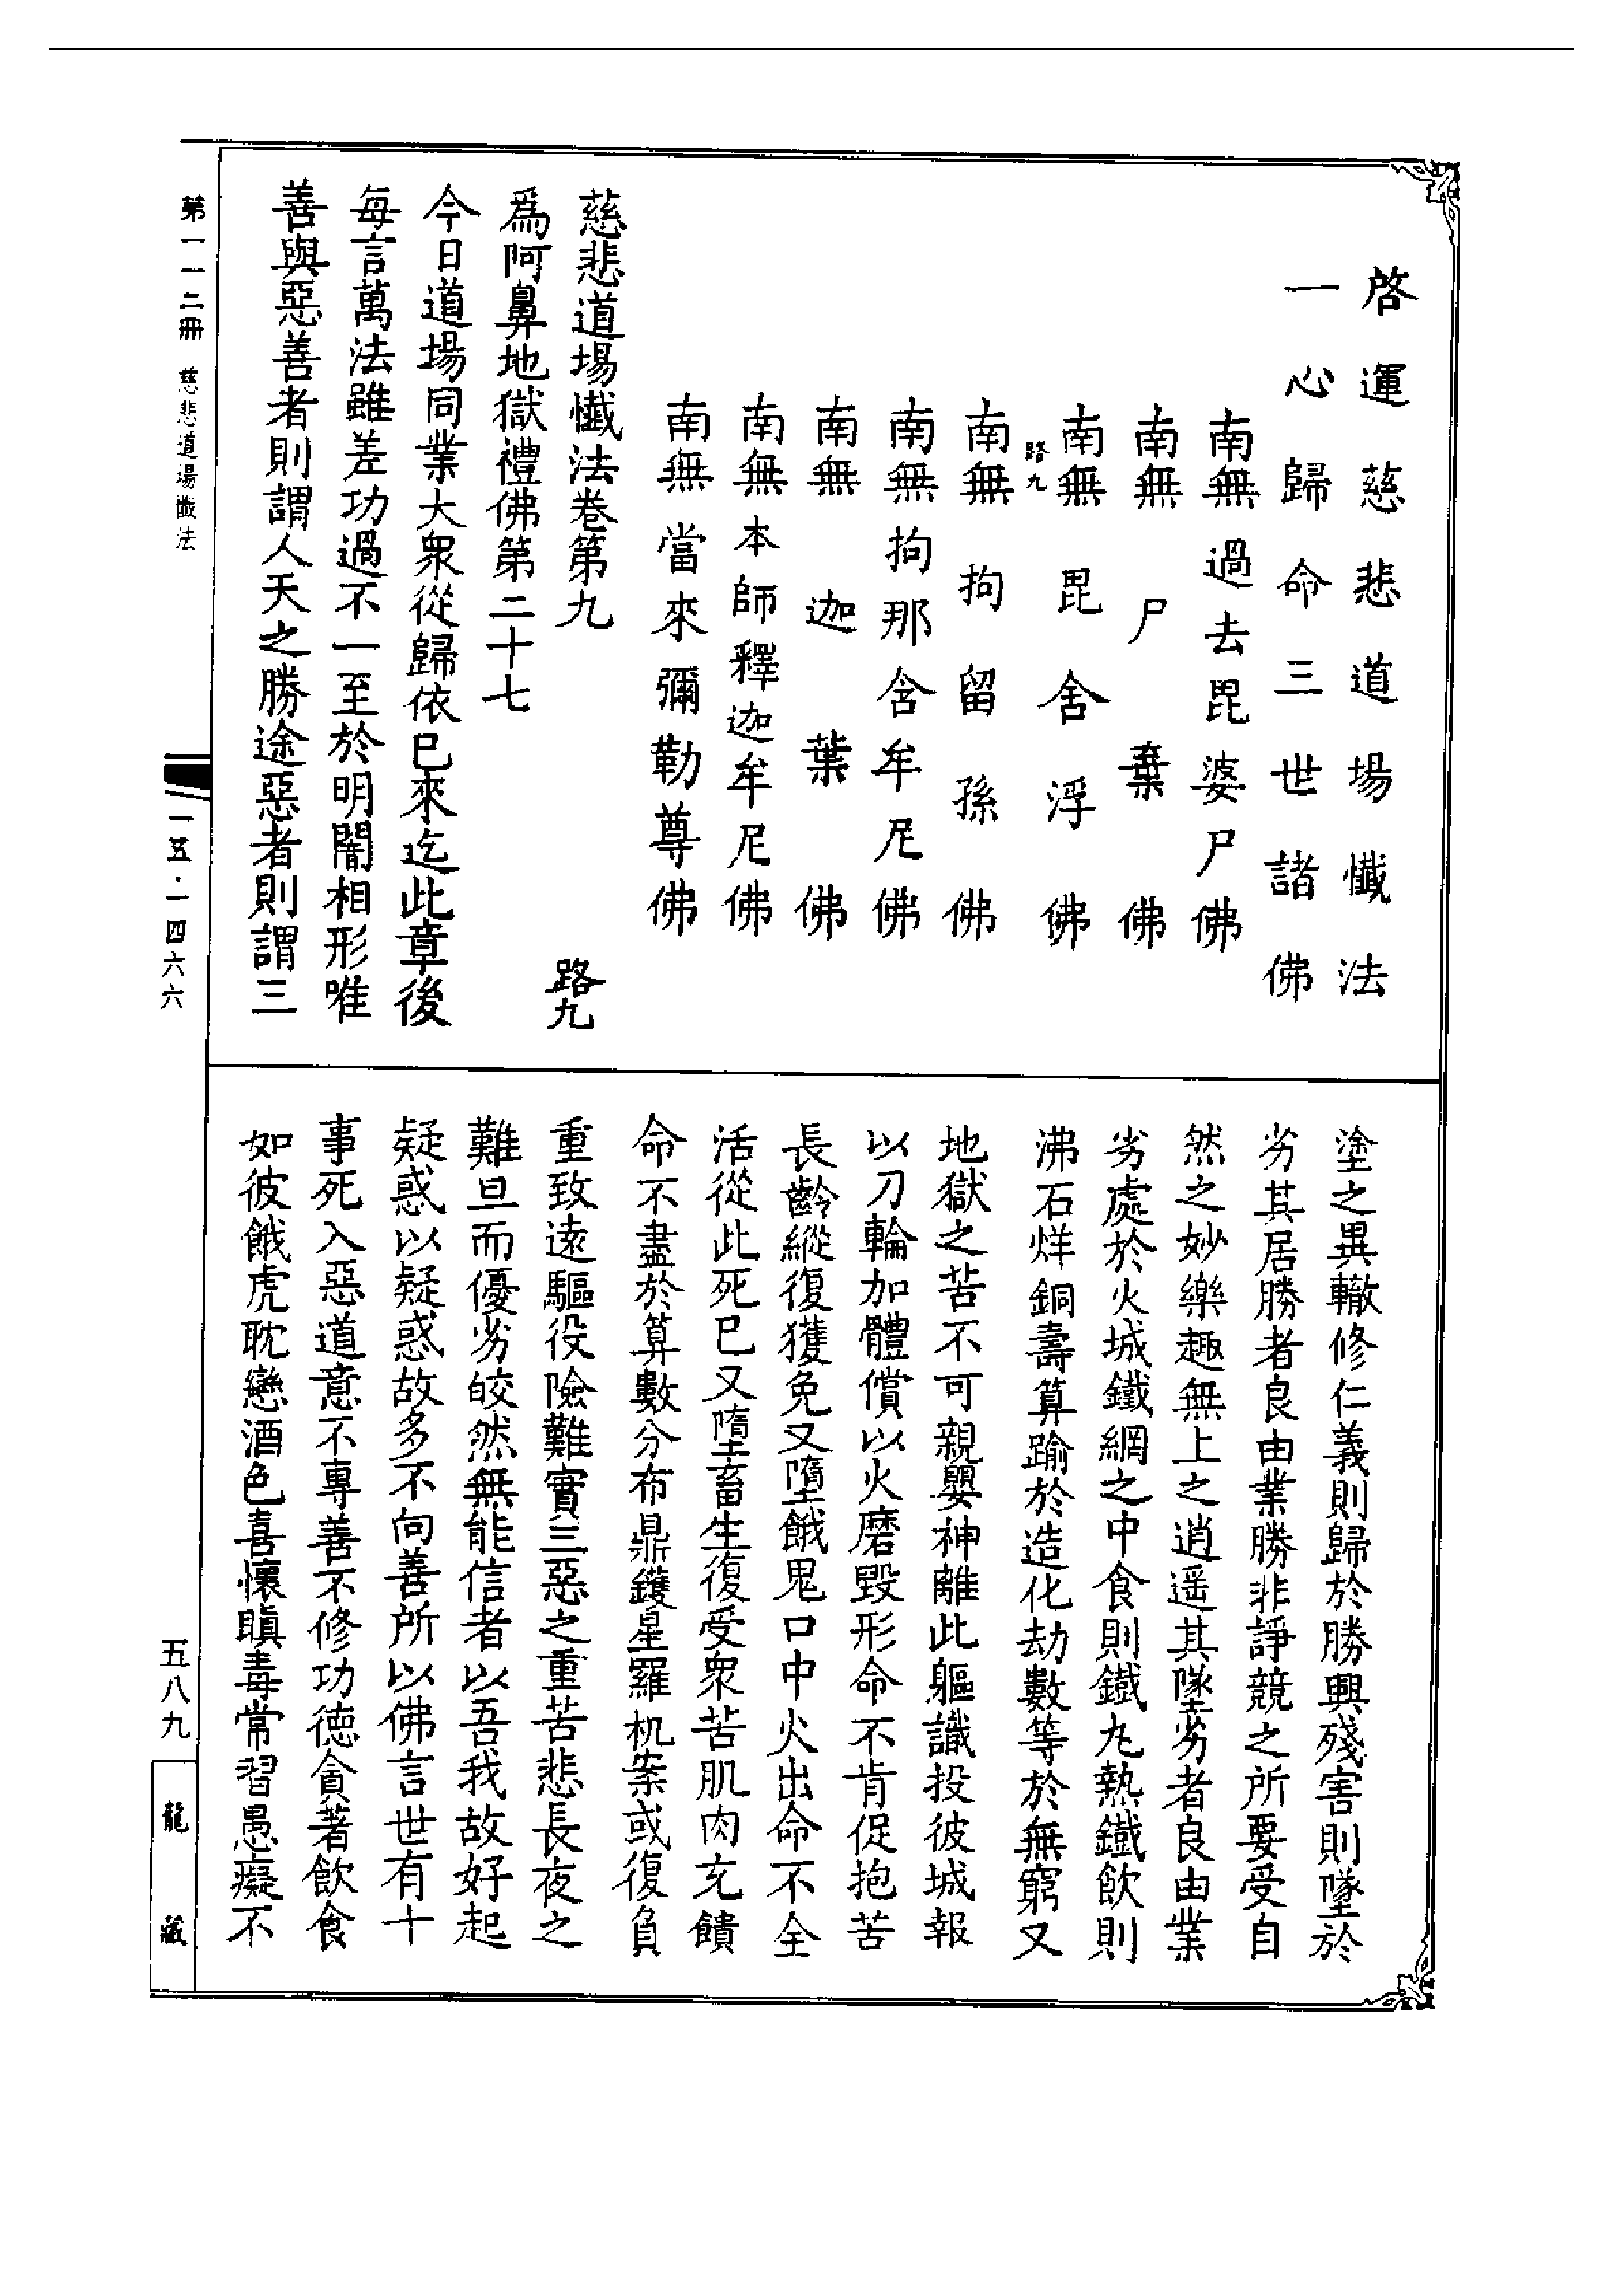 啓運慈悲道場懺法
一心歸命三世諸佛
南無過去毘婆尸佛
南無尸棄佛
南無毘舍浮佛
路九
南無拘留孫佛
南無拘那含牟尼佛
南無迦葉佛
南無本師釋迦牟尼佛
南無當來彌勒尊佛
慈悲道場懺法卷第九
路九
爲阿鼻地獄禮佛第二十七
今日道場同業大衆從歸依已來迄此章後
每言萬法雖差功過不一至於明闇相形唯
善與惡善者則謂人天之勝途惡者則謂三
塗之異轍修仁義則歸於勝興殘害則墜於
劣其居勝者良由業勝非諍競之所要受自
然之妙樂趣無上之逍遥其墜劣者良由業
劣處於火城鐵網之中食則鐵丸熱鐵飲則
沸石烊銅壽算踰於造化劫數等於無窮又
地獄之苦不可親嬰神離此軀識投彼城報
以刀輪加體償以火磨毀形命不肯促抱苦
長齡縱復獲免又墮餓鬼口中火出命不全
活從此死已又墮畜生復受衆苦肌肉充饋
命不盡於算數分布鼎鑊星羅机案或復負
重致遠驅役險難實三惡之重苦悲長夜之
難旦而優劣皎然無能信者以吾我故好起
疑惑以疑惑故多不向善所以佛言世有十
事死入惡道意不專善不修功德貪著飲食
如彼餓虎耽戀酒色喜懷瞋毒常習愚癡不
第一一二冊 慈悲道場懺法
一五·一四六六
五八九
龍藏